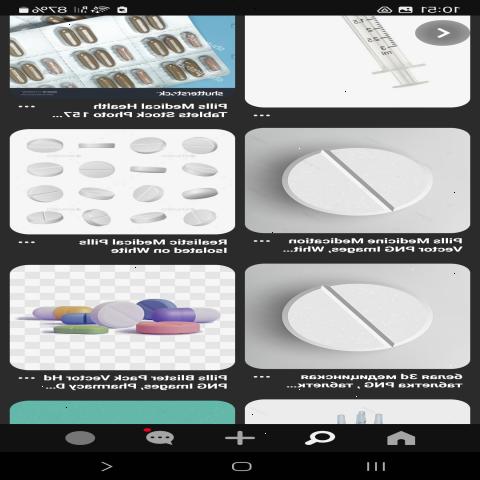 10:51
87%
shutterstock
Pills Medical Health
Tablets Stock Photo 157...
Realistic Medical Pills
Isolated on White
Pills Medicine Medication
Vector PNG Images, Whit...
Pills Blister Pack Vector Hd
PNG Images, Pharmacy D...
белая 3d медицинская
таблетка PNG , таблетк...